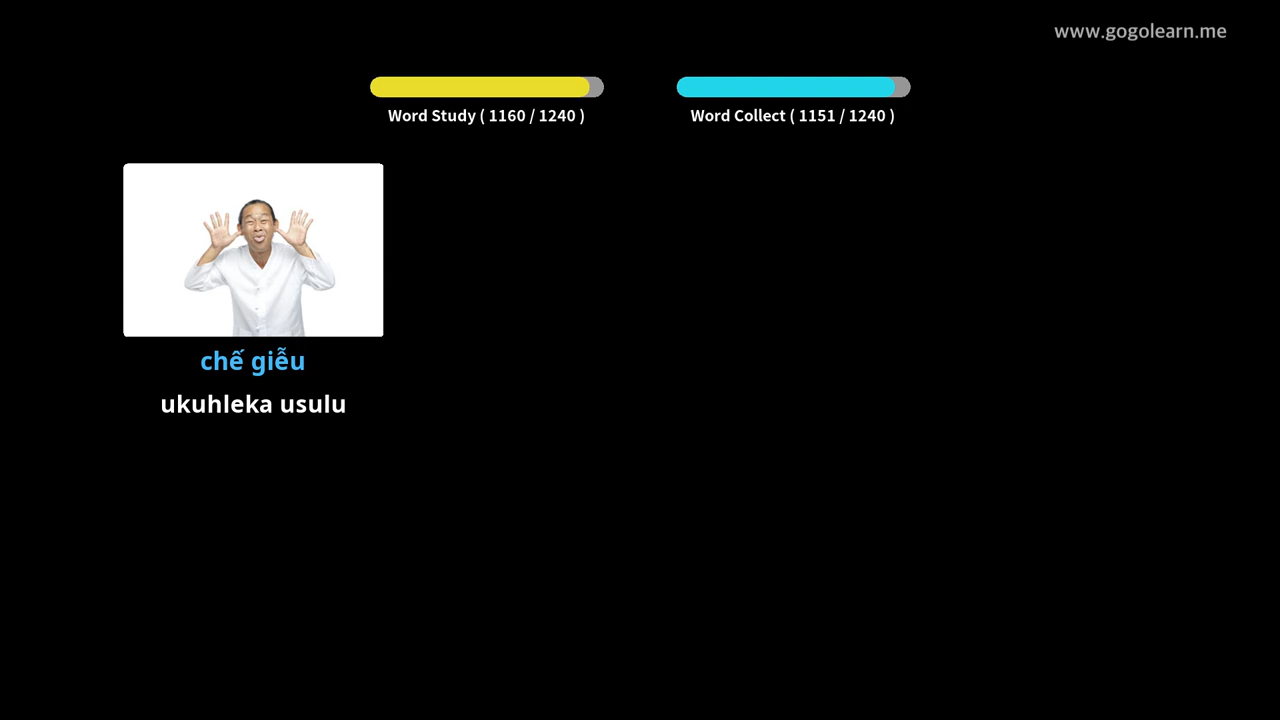 www.gogolearn.me
Word Study ( 1160 / 1240 )
Word Collect ( 1151 / 1240 )
chế giễu
ukuhleka usulu